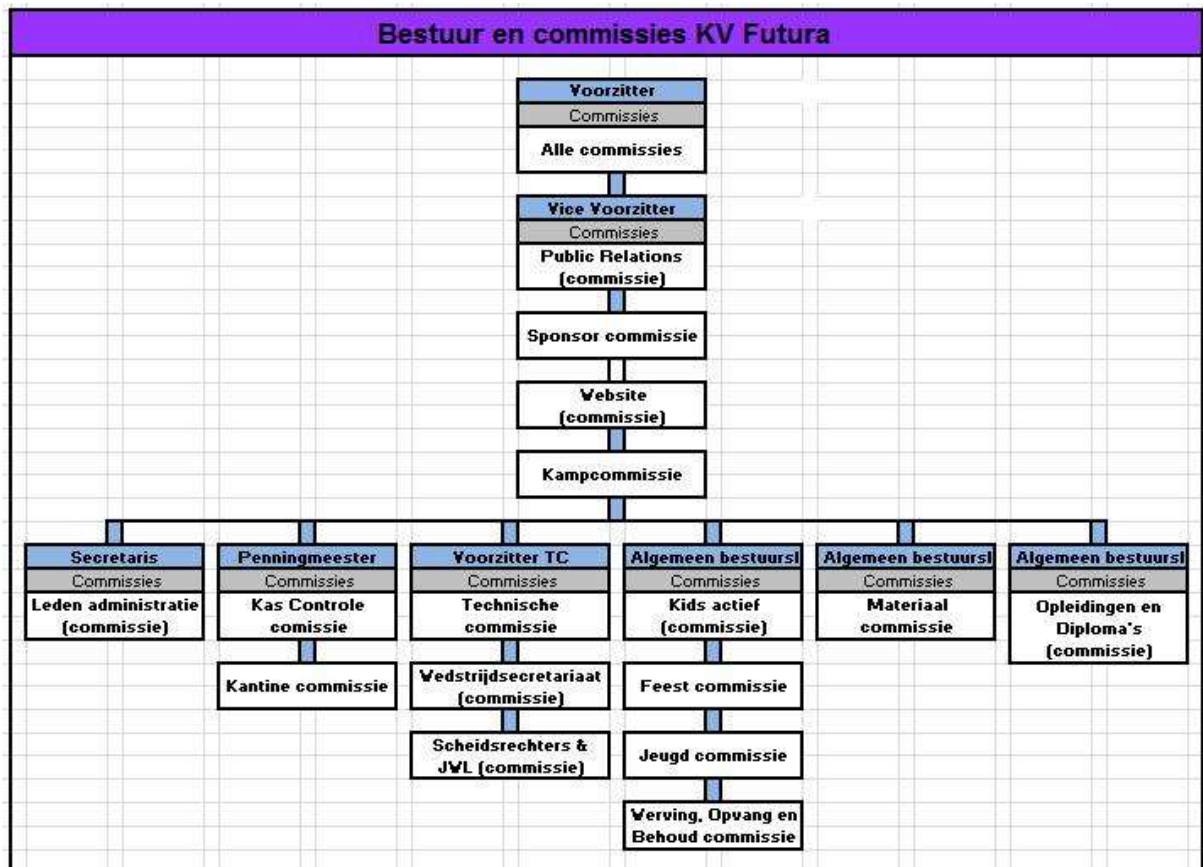 Bestuur en commissies KV Futura
Voorzitter
Commissies
Alle commissies
Vice Voorzitter
Commissies
Public Relations
(commissie)
Sponsor commissie
Website
(commissie)
Kampcommissie
Secretaris
Commissies
Leden administratie
(commissie)
Penningmeester
Commissies
Kas Controle
comissie
Kantine commissie
Voorzitter TC
Commissies
Technische
commissie
Wedstrijdsecretariaat
(commissie)
Scheidsrechters &
JWL (commissie)
Algemeen bestuursl
Commissies
Kids actief
(commissie)
Feest commissie
Jeugd commissie
Werving, Opvang en
Behoud commissie
Algemeen bestuursl
Commissies
Materiaal
commissie
Algemeen bestuursl
Commissies
Opleidingen en
Diploma's
(commissie)